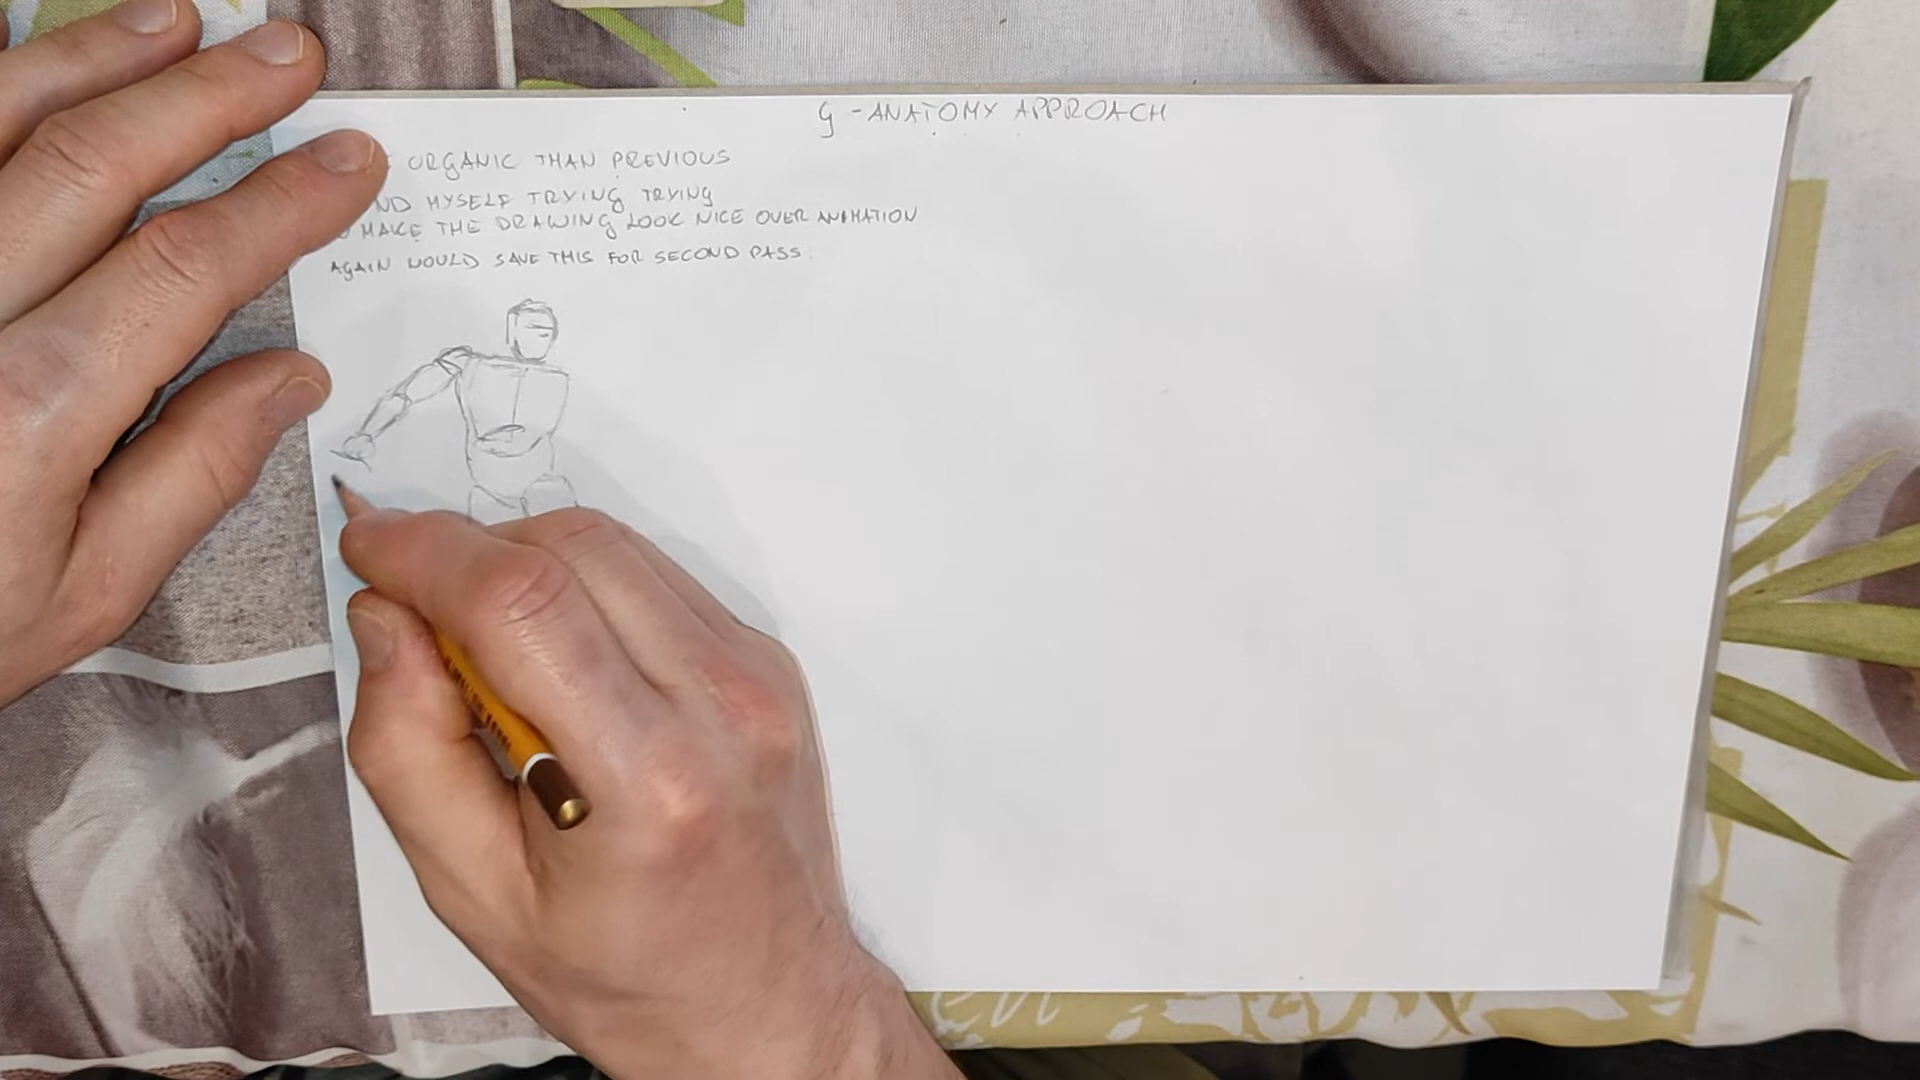 g - ANATOMY APPROACH
ORGANIC THAN PREVIOUS
ND MYSELF TRYING TRYING
MAKE THE DRAWING LOOK NICE OVER ANIMATION
AGAIN WOULD SAVE THIS FOR SECOND PASS.